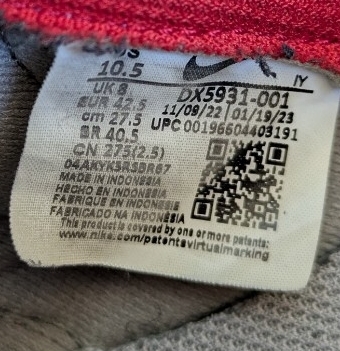 10.5
IY
UK 8
DX5931-001
EUR 42.5
11/09/22 01/19/23
cm 27.5
UPC 00196604403191
BR 40.5
CN 275(2.5)
MADE IN INDONESIA
HECHO EN INDONESIA
FABRIQUE EN INDONESIA
FABRICADO NA INDONESIA
This product is covered by one or more patents:
www.nike.com/patentsvirtualmarking